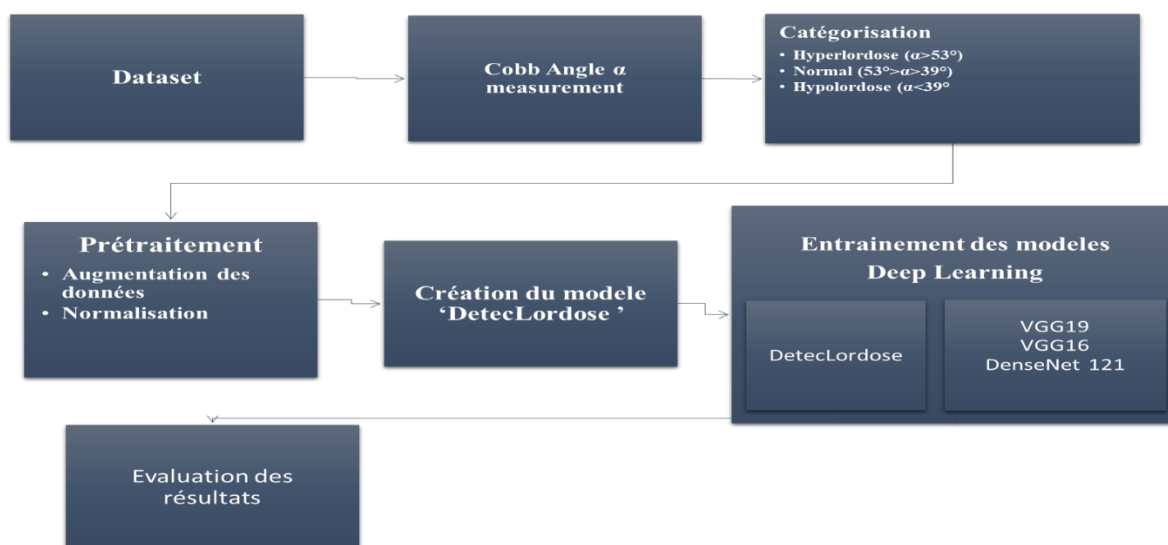 Dataset
Cobb Angle α
measurement
Catégorisation
• Hyperlordose (α>53°)
• Normal (53°>α>39°)
• Hypolordose (α<39°
Prétraitement
• Augmentation des
données
• Normalisation
Création du modele
‘DetecLordose ’
Entrainement des modeles
Deep Learning
DetecLordose
VGG19
VGG16
DenseNet 121
Evaluation des
résultats